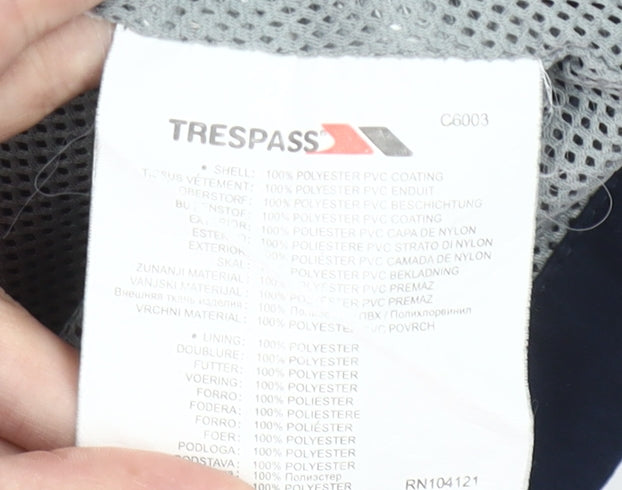 TRESPASS C6003
• SHELL: 100% POLYESTER PVC COATING
VÊTEMENT: 100% POLYESTER PVC ENDUIT
OBERSTOFF: 100% POLYESTER PVC BESCHICHTUNG
100% POLYESTER PVC COATING
EXTERIOR: 100% POLYESTER PVC CAPA DE NYLON
100% POLIESTERE PVC STRATO DI NYLON
EXTERIOR: 100% POLIÉSTER PVC CAMADA DE NYLON
SKAL: POLYESTER PVC BEKLADNING
ZUNANJI MATERIAL: POLYESTER PVC PREMAZ
VANJSKI MATERIJAL: POLIESTER PVC PREMAZ
Внешняя ткань изделия: 100% ПВХ / Полихлорвинил
VRCHNI MATERIAL: 100% POLYESTER PVC POVRCH
• LINING: 100% POLYESTER
DOUBLURE: 100% POLYESTER
FUTTER: 100% POLYESTER
VOERING: 100% POLYESTER
FORRO: 100% POLYESTER
FODERA: 100% POLIESTERE
FORRO: 100% POLIÉSTER
FOER: 100% POLYESTER
PODLOGA: 100% POLYESTER
PODSTAVA: 100% POLYESTER
100% Полиэстер
100% POLYESTER RN104121